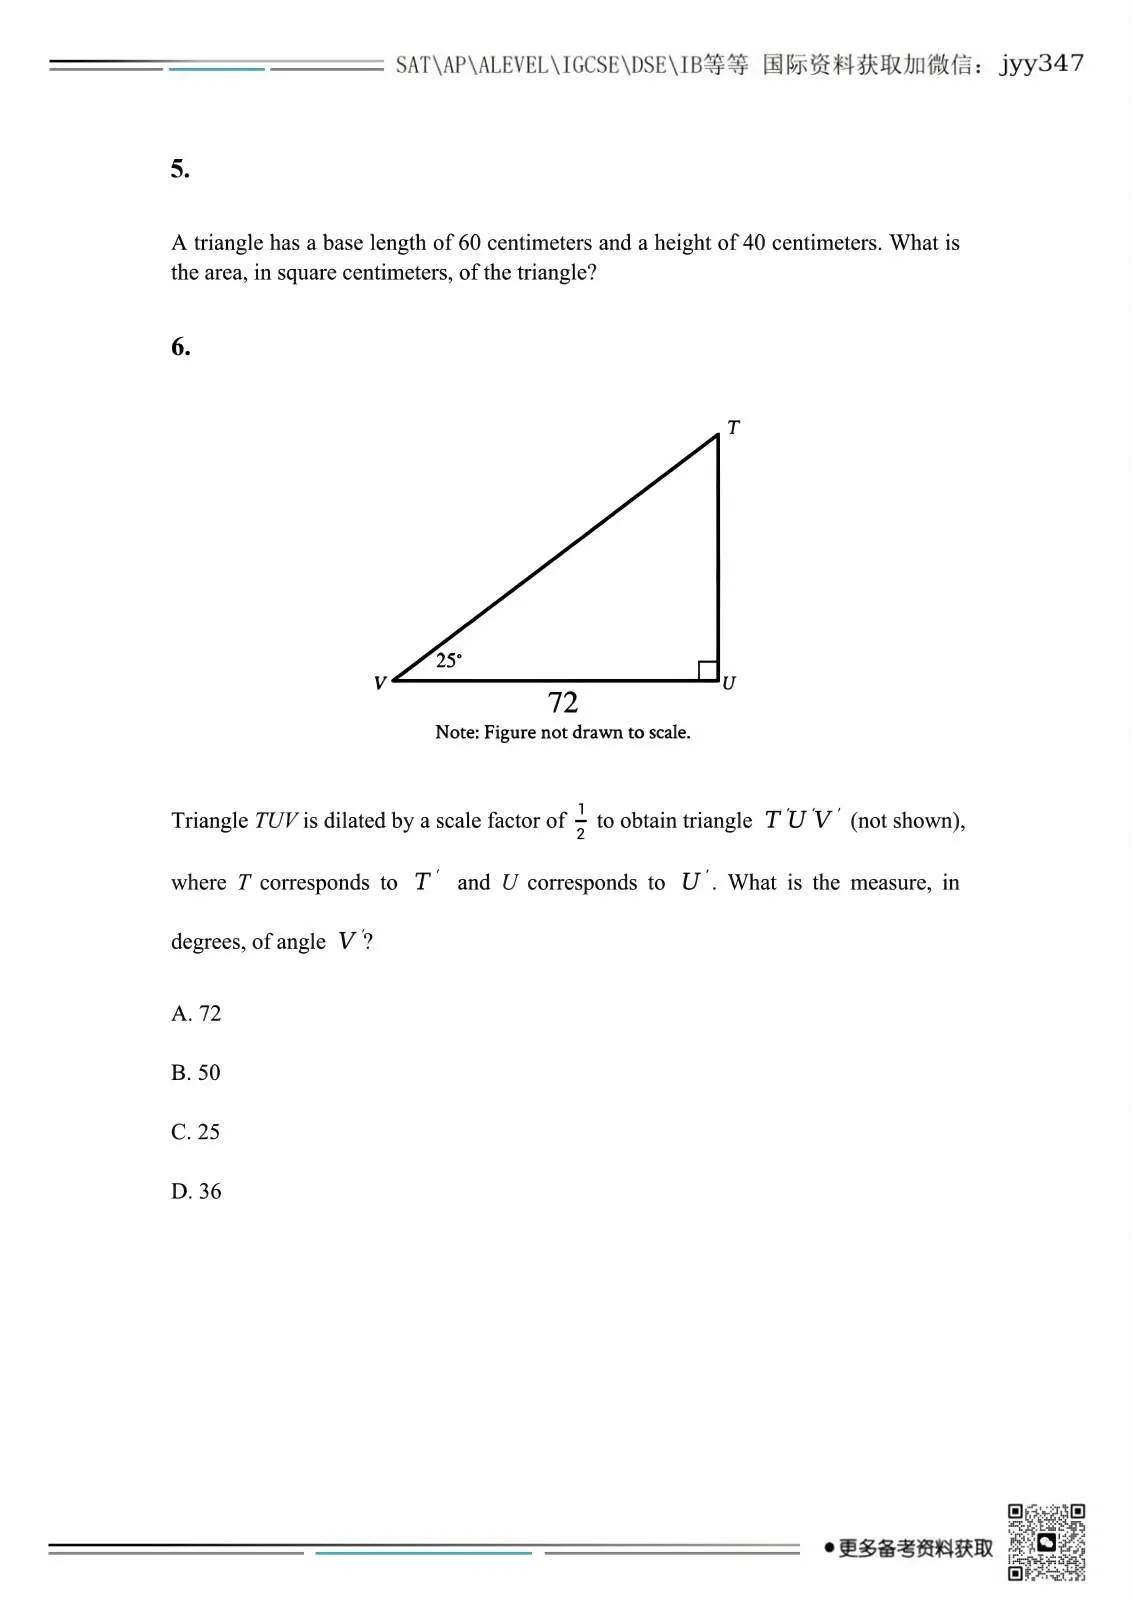 SAT\AP\ALEVEL\IGCSE\DSE\IB等等 国际资料获取加微信： jyy347
5.
A triangle has a base length of 60 centimeters and a height of 40 centimeters. What is
the area, in square centimeters, of the triangle?
6.
T
25°
V
U
72
Note: Figure not drawn to scale.
Triangle TUV is dilated by a scale factor of 1/2 to obtain triangle T′U′V′ (not shown),
where T corresponds to T′ and U corresponds to U′. What is the measure, in
degrees, of angle V′?
A. 72
B. 50
C. 25
D. 36
●更多备考资料获取